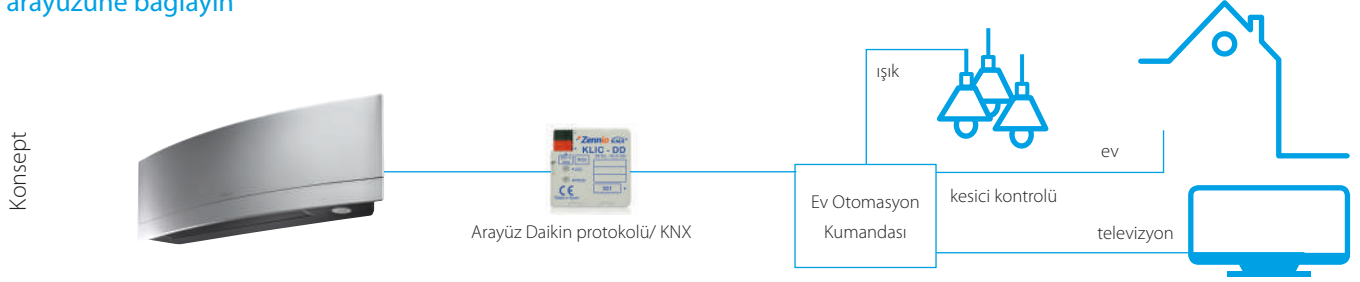 arayüzüne bağlayın
Konsept
Zennio KNX
KLIC - DD
CE
Arayüz Daikin protokolü/ KNX
Ev Otomasyon
Kumandası
ışık
ev
kesici kontrolü
televizyon